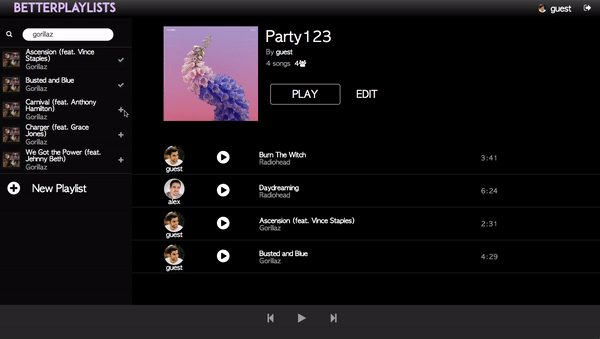 BETTERPLAYLISTS
guest
gorillaz
Ascension (feat. Vince
Staples)
Gorillaz
Busted and Blue
Gorillaz
Carnival (feat. Anthony
Hamilton)
Gorillaz
Charger (feat. Grace
Jones)
Gorillaz
We Got the Power (feat.
Jehnny Beth)
Gorillaz
New Playlist
Party123
By guest
4 songs 4
PLAY
EDIT
guest
Burn The Witch
Radiohead
3:41
alex
Daydreaming
Radiohead
6:24
guest
Ascension (feat. Vince Staples)
Gorillaz
2:31
guest
Busted and Blue
Gorillaz
4:29